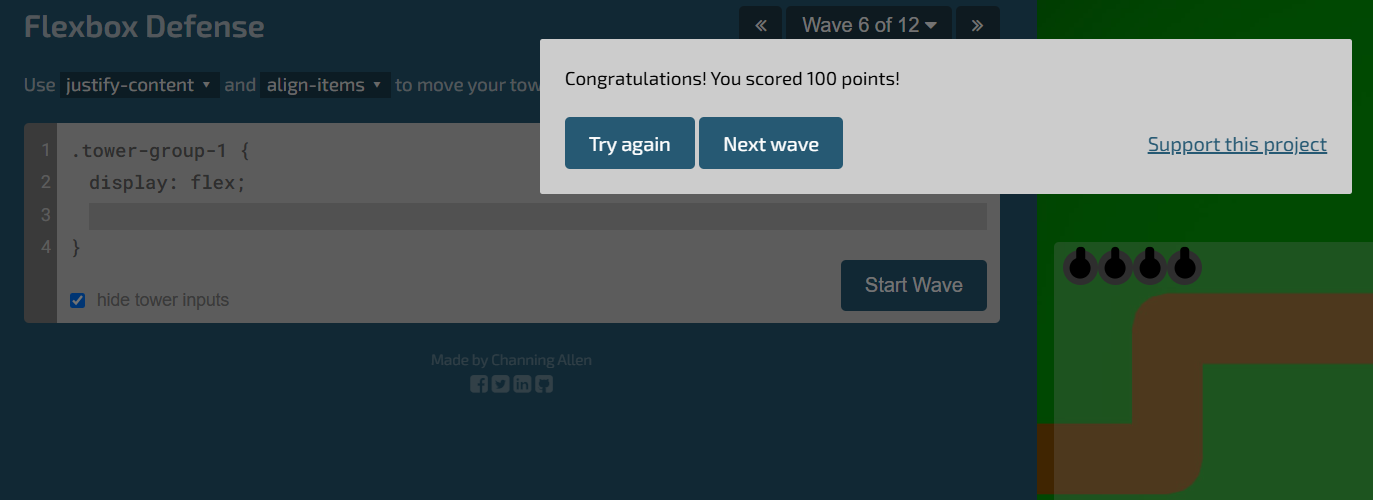 Flexbox Defense
« Wave 6 of 12 »
Congratulations! You scored 100 points!
Use justify-content and align-items to move your tow
Try again Next wave Support this project
1 .tower-group-1 {
2 display: flex;
3
4 }
hide tower inputs
Start Wave
Made by Channing Allen